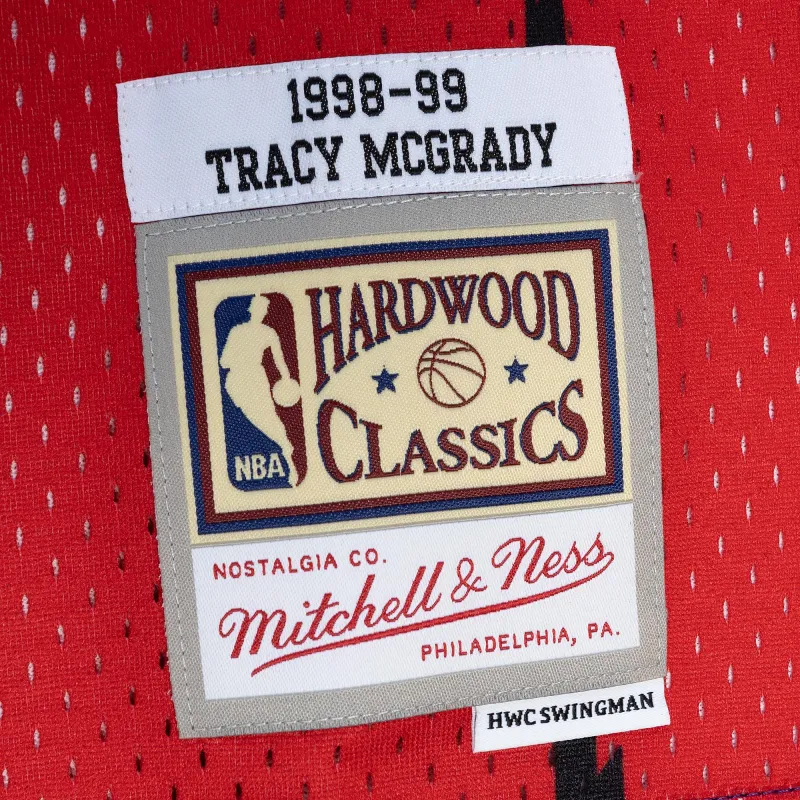 1998-99
TRACY MCGRADY
HARDWOOD
CLASSICS
NBA
NOSTALGIA CO.
Mitchell & Ness
PHILADELPHIA, PA.
HWC SWINGMAN